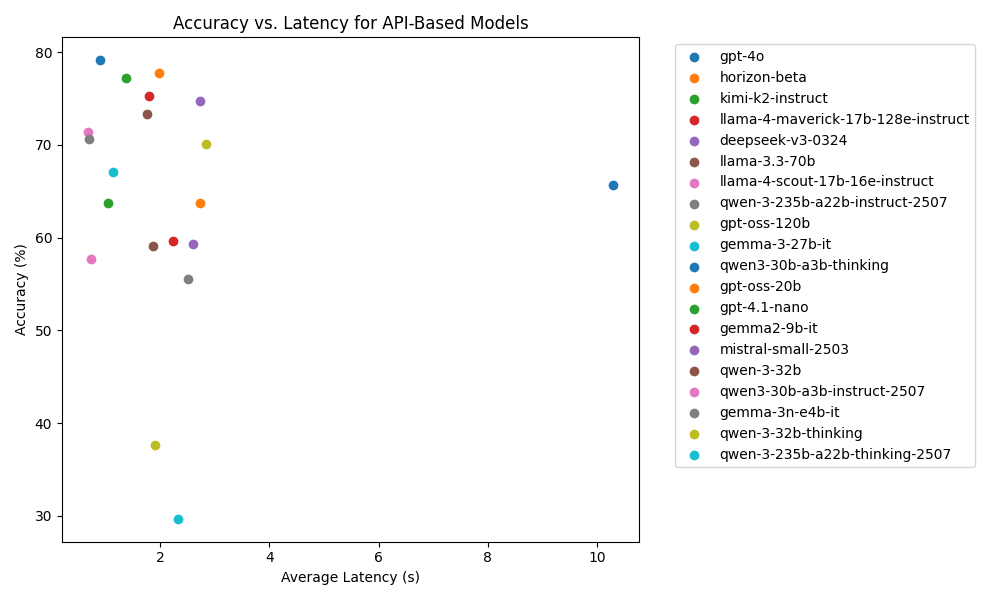 Accuracy vs. Latency for API-Based Models
80
70
60
50
40
30
Accuracy (%)
2
4
6
8
10
Average Latency (s)
gpt-4o
horizon-beta
kimi-k2-instruct
llama-4-maverick-17b-128e-instruct
deepseek-v3-0324
llama-3.3-70b
llama-4-scout-17b-16e-instruct
qwen-3-235b-a22b-instruct-2507
gpt-oss-120b
gemma-3-27b-it
qwen3-30b-a3b-thinking
gpt-oss-20b
gpt-4.1-nano
gemma2-9b-it
mistral-small-2503
qwen-3-32b
qwen3-30b-a3b-instruct-2507
gemma-3n-e4b-it
qwen-3-32b-thinking
qwen-3-235b-a22b-thinking-2507